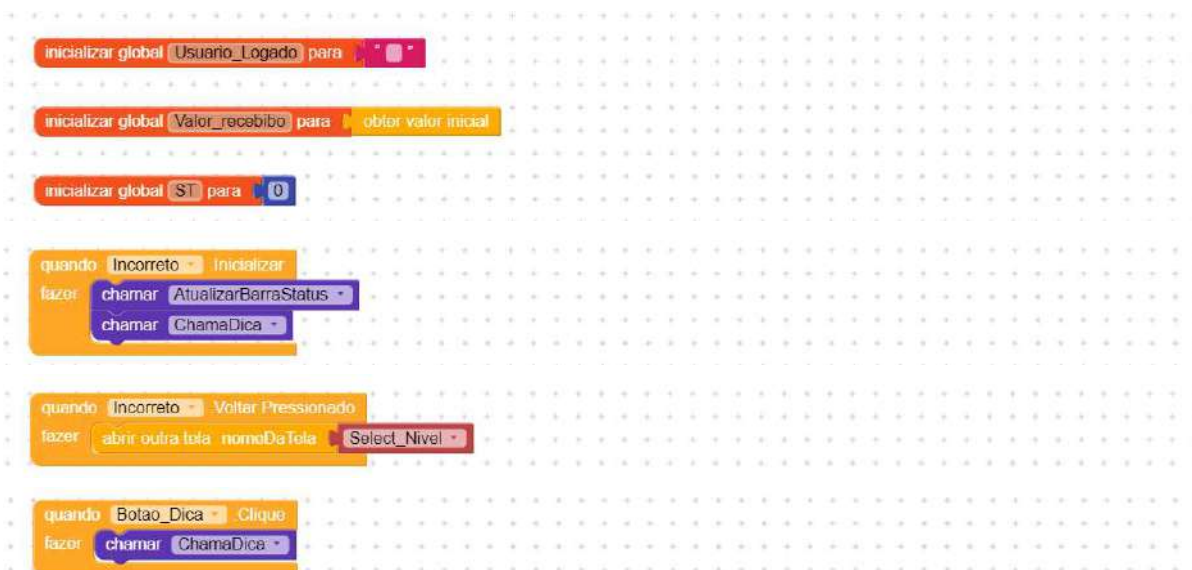 inicializar global Usuario_Logado para " "
inicializar global Valor_recebibo para obter valor inicial
inicializar global ST para 0
quando Incorreto .Inicializar
fazer chamar AtualizarBarraStatus
chamar ChamaDica
quando Incorreto .Voltar Pressionado
fazer abrir outra tela nomeDaTela Select_Nivel
quando Botao_Dica .Clique
fazer chamar ChamaDica